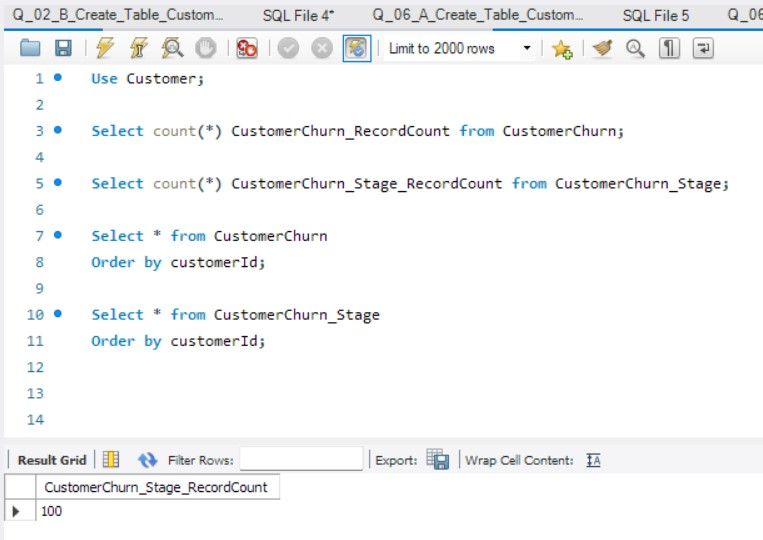 Q_02_B_Create_Table_Custom... SQL File 4* Q_06_A_Create_Table_Custom... SQL File 5 Q_06
Limit to 2000 rows
1 Use Customer;
2
3 Select count(*) CustomerChurn_RecordCount from CustomerChurn;
4
5 Select count(*) CustomerChurn_Stage_RecordCount from CustomerChurn_Stage;
6
7 Select * from CustomerChurn
8 Order by customerId;
9
10 Select * from CustomerChurn_Stage
11 Order by customerId;
12
13
14
Result Grid Filter Rows: Export: Wrap Cell Content: IA
CustomerChurn_Stage_RecordCount
100